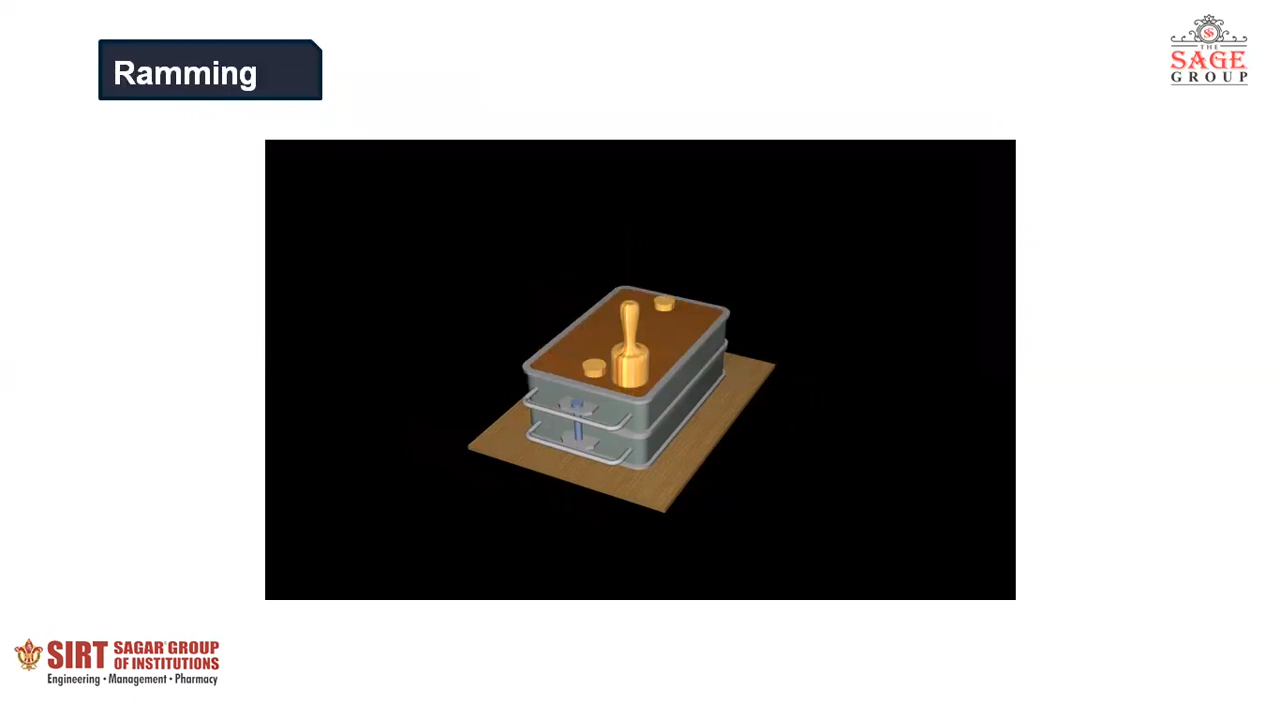 Ramming
THE
SAGE
GROUP
SIRT SAGAR GROUP
OF INSTITUTIONS
Engineering • Management • Pharmacy